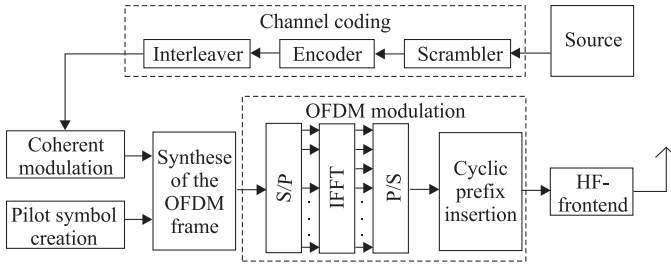 Channel coding
Interleaver
Encoder
Scrambler
Source
OFDM modulation
Coherent
modulation
Pilot symbol
creation
Synthese
of the
OFDM
frame
S/P
IFFT
P/S
Cyclic
prefix
insertion
HF-
frontend